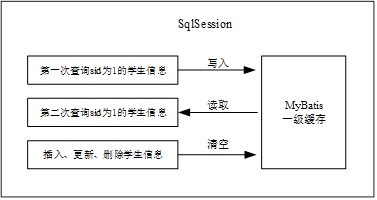 SqlSession
第一次查询sid为1的学生信息
写入
第二次查询sid为1的学生信息
读取
MyBatis
一级缓存
插入、更新、删除学生信息
清空